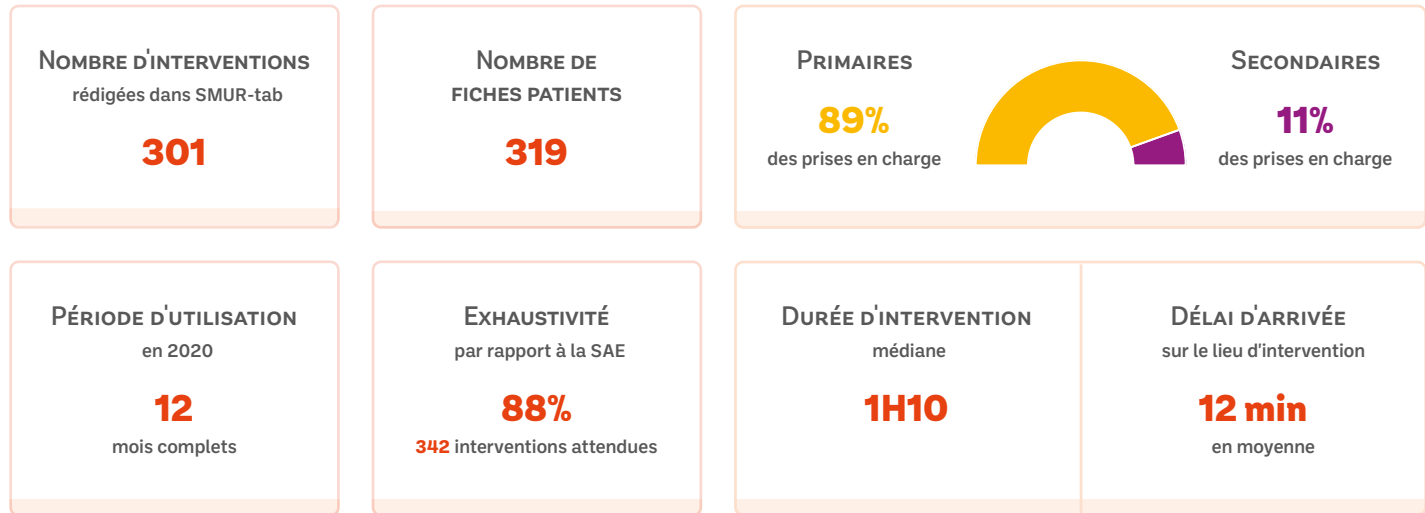 NOMBRE D'INTERVENTIONS
rédigées dans SMUR-tab
301
NOMBRE DE
FICHES PATIENTS
319
PRIMAIRES
89%
des prises en charge
SECONDAIRES
11%
des prises en charge
PÉRIODE D'UTILISATION
en 2020
12
mois complets
EXHAUSTIVITÉ
par rapport à la SAE
88%
342 interventions attendues
DURÉE D'INTERVENTION
médiane
1H10
DÉLAI D'ARRIVÉE
sur le lieu d'intervention
12 min
en moyenne